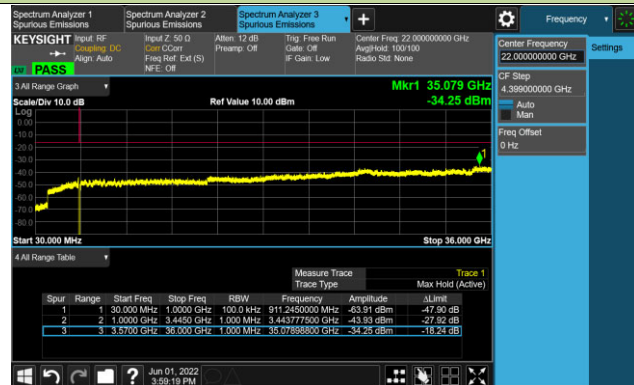 Spectrum Analyzer 1
Spurious Emissions
Spectrum Analyzer 2
Spurious Emissions
Spectrum Analyzer 3
Spurious Emissions
Frequency
KEYSIGHT
Input: RF
Coupling: DC
Align: Auto
Input Z: 50 Ω
Corr CCorr
Freq Ref: Ext (S)
NFE: Off
Atten: 12 dB
Preamp: Off
Trig: Free Run
Gate: Off
IF Gain: Low
Center Freq: 22.000000000 GHz
Avg|Hold: 100/100
Radio Std: None
PASS
Center Frequency
22.000000000 GHz
Settings
CF Step
4.399000000 GHz
Auto
Man
Freq Offset
0 Hz
3 All Range Graph
Mkr1 35.079 GHz
-34.25 dBm
Scale/Div 10.0 dB
Ref Value 10.00 dBm
Log
0.00
-10.0
-20.0
-30.0
-40.0
-50.0
-60.0
-70.0
-80.0
1
Start 30.000 MHz
Stop 36.000 GHz
4 All Range Table
Measure Trace Trace 1
Trace Type Max Hold (Active)
Spur Range Start Freq Stop Freq RBW Frequency Amplitude ΔLimit
1 1 30.000 MHz 1.0000 GHz 100.0 kHz 911.2450000 MHz -63.91 dBm -47.90 dB
2 2 1.0000 GHz 3.4450 GHz 1.000 MHz 3.443777500 GHz -43.93 dBm -27.92 dB
3 3 3.5700 GHz 36.000 GHz 1.000 MHz 35.07898800 GHz -34.25 dBm -18.24 dB
Jun 01, 2022
3:59:19 PM